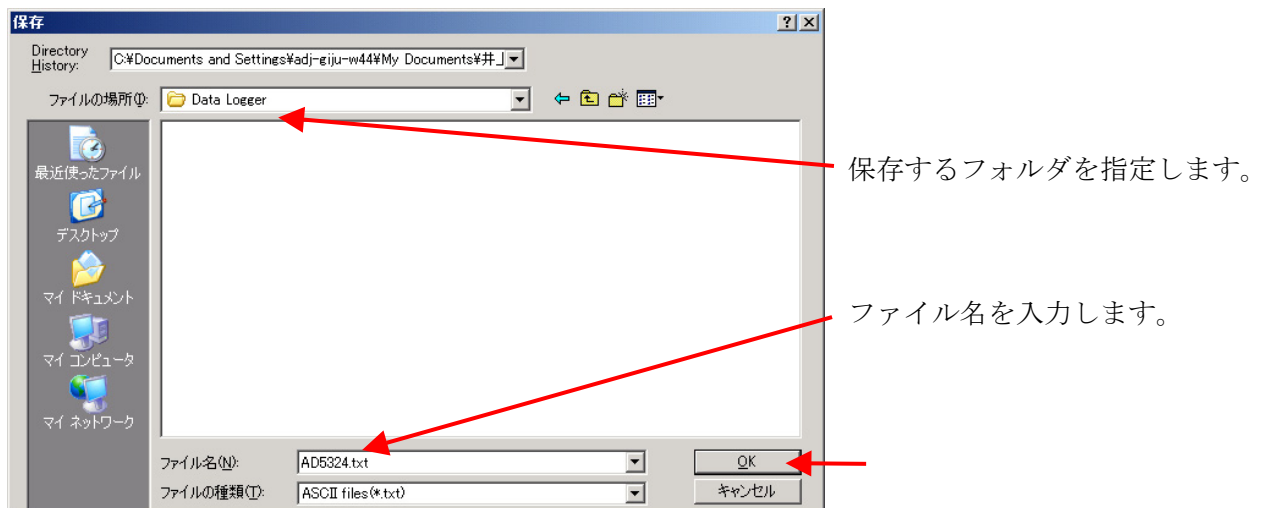 保存
Directory
History:
C:¥Documents and Settings¥adj-giju-w44¥My Documents¥井上
ファイルの場所(I):
Data Logger
最近使ったファイル
デスクトップ
マイ ドキュメント
マイ コンピュータ
マイ ネットワーク
保存するフォルダを指定します。
ファイル名を入力します。
ファイル名(N):
AD5324.txt
OK
ファイルの種類(T):
ASCII files(*.txt)
キャンセル